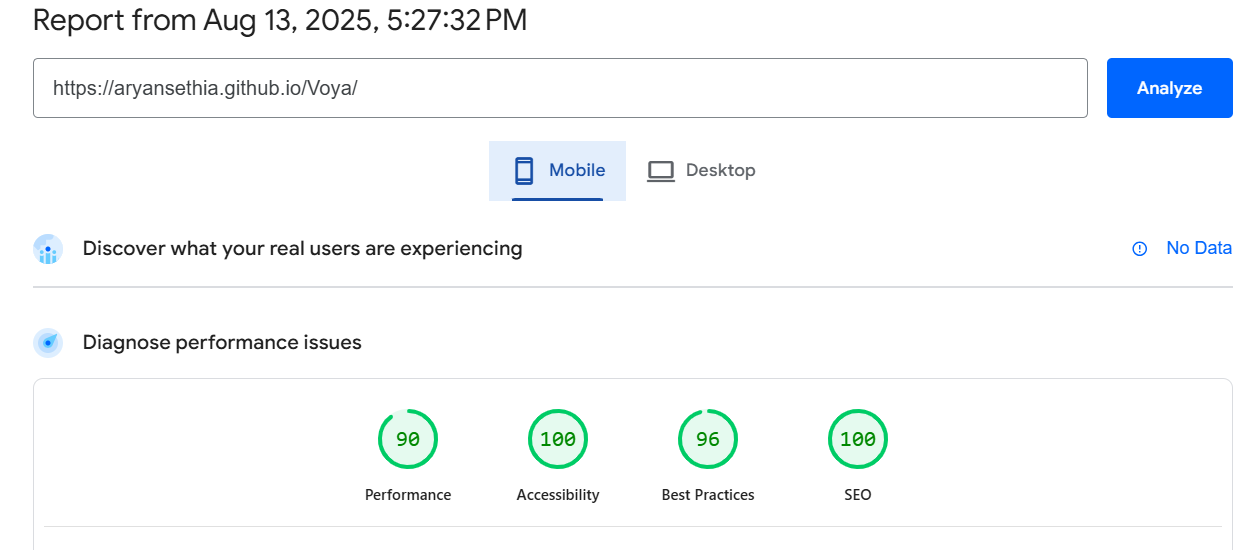 Report from Aug 13, 2025, 5:27:32 PM
https://aryansethia.github.io/Voya/
Analyze
Mobile
Desktop
Discover what your real users are experiencing
No Data
Diagnose performance issues
90
100
96
100
Performance
Accessibility
Best Practices
SEO